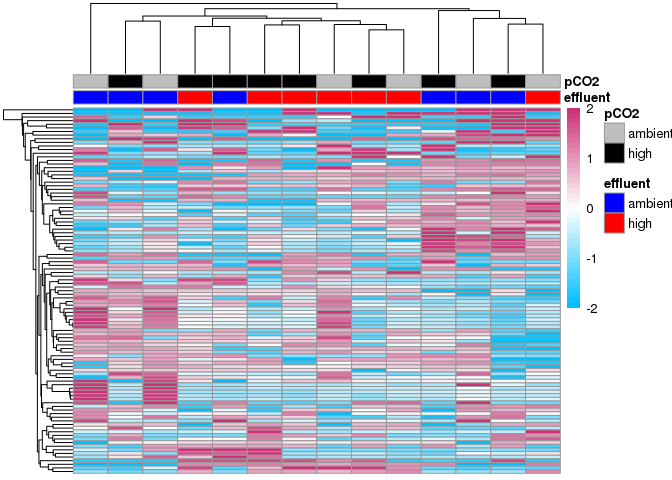 pCO2
effluent
2
1
0
-1
-2
pCO2
ambient
high
effluent
ambient
high